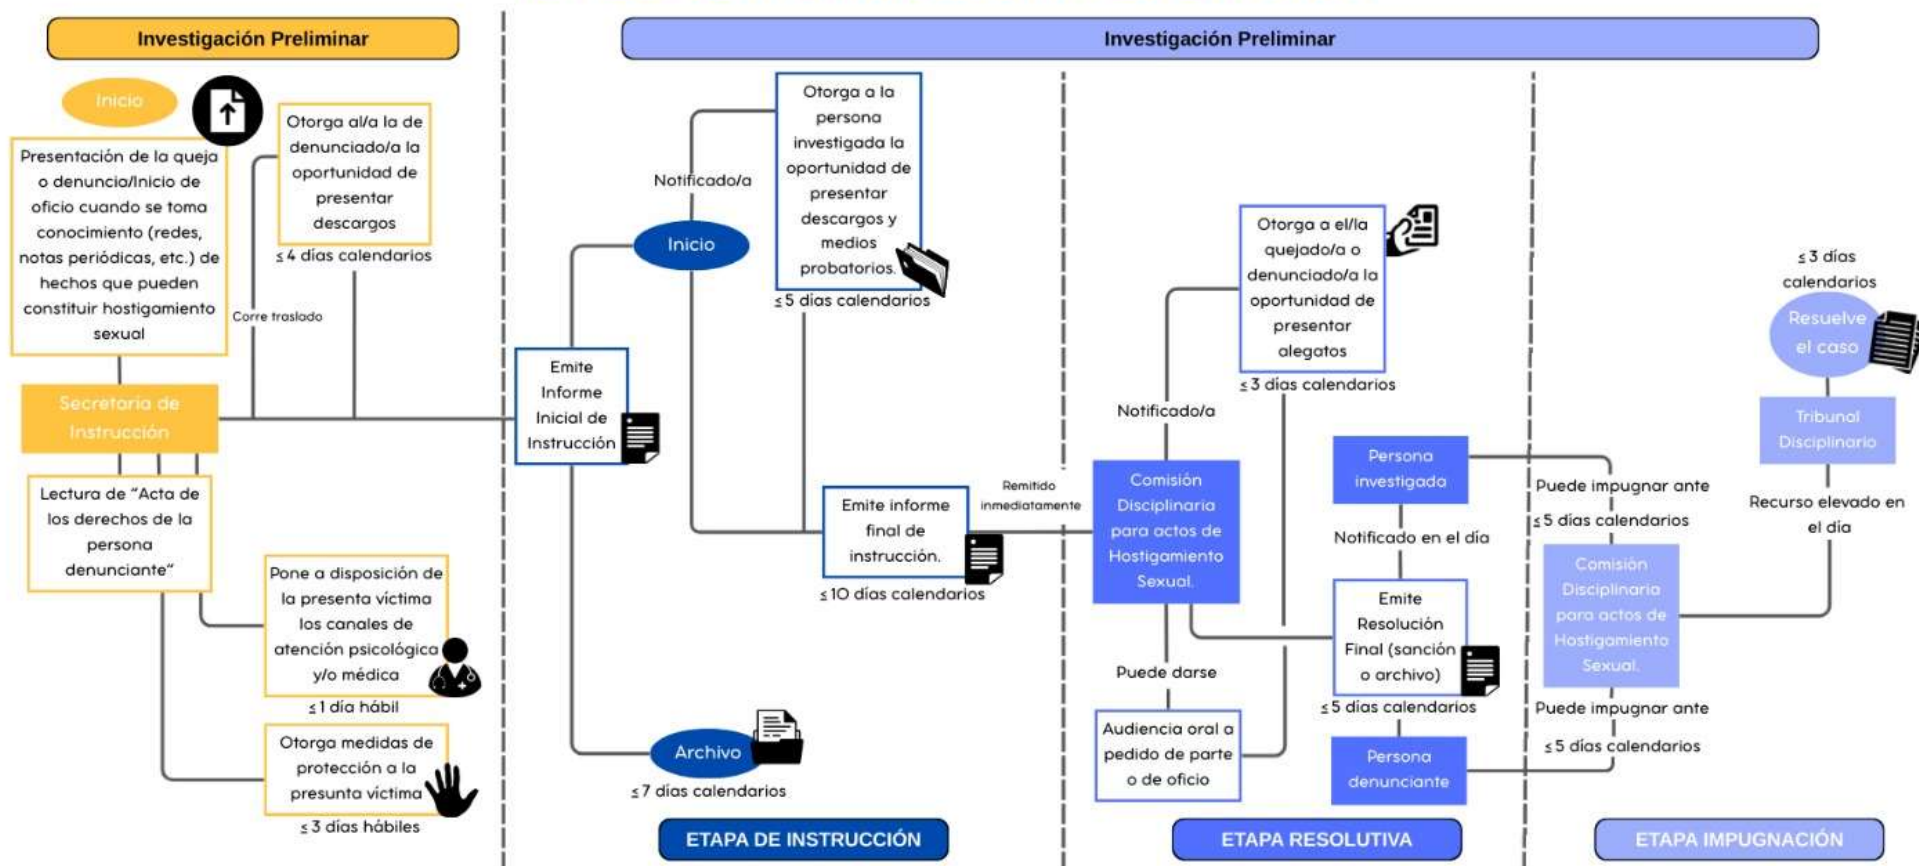 Investigación Preliminar
Inicio
Presentación de la queja
o denuncia/Inicio de
oficio cuando se toma
conocimiento (redes,
notas periódicas, etc.) de
hechos que pueden
constituir hostigamiento
sexual
Otorga al/a la de
denunciado/a la
oportunidad de
presentar
descargos
≤ 4 días calendarios
Corre traslado
Secretaria de
Instrucción
Lectura de “Acta de
los derechos de la
persona
denunciante”
Pone a disposición de
la presenta víctima
los canales de
atención psicológica
y/o médica
≤ 1 día hábil
Otorga medidas de
protección a la
presunta víctima
≤ 3 días hábiles
Investigación Preliminar
Emite
Informe
Inicial de
Instrucción
Notificado/a
Inicio
Otorga a la
persona
investigada la
oportunidad de
presentar
descargos y
medios
probatorios.
≤ 5 días calendarios
Emite informe
final de
instrucción.
≤ 10 días calendarios
Archivo
≤ 7 días calendarios
ETAPA DE INSTRUCCIÓN
Remitido
inmediatamente
Otorga a el/la
quejado/a o
denunciado/a la
oportunidad de
presentar
alegatos
≤ 3 días calendarios
Notificado/a
Comisión
Disciplinaria
para actos de
Hostigamiento
Sexual.
Puede darse
Audiencia oral a
pedido de parte
o de oficio
Persona
investigada
Notificado en el día
Emite
Resolución
Final (sanción
o archivo)
≤ 5 días calendarios
Persona
denunciante
ETAPA RESOLUTIVA
Puede impugnar ante
≤ 5 días calendarios
Comisión
Disciplinaria
para actos de
Hostigamiento
Sexual.
Puede impugnar ante
≤ 5 días calendarios
≤ 3 días
calendarios
Resuelve
el caso
Tribunol
Disciplinario
Recurso elevado en
el día
ETAPA IMPUGNACIÓN